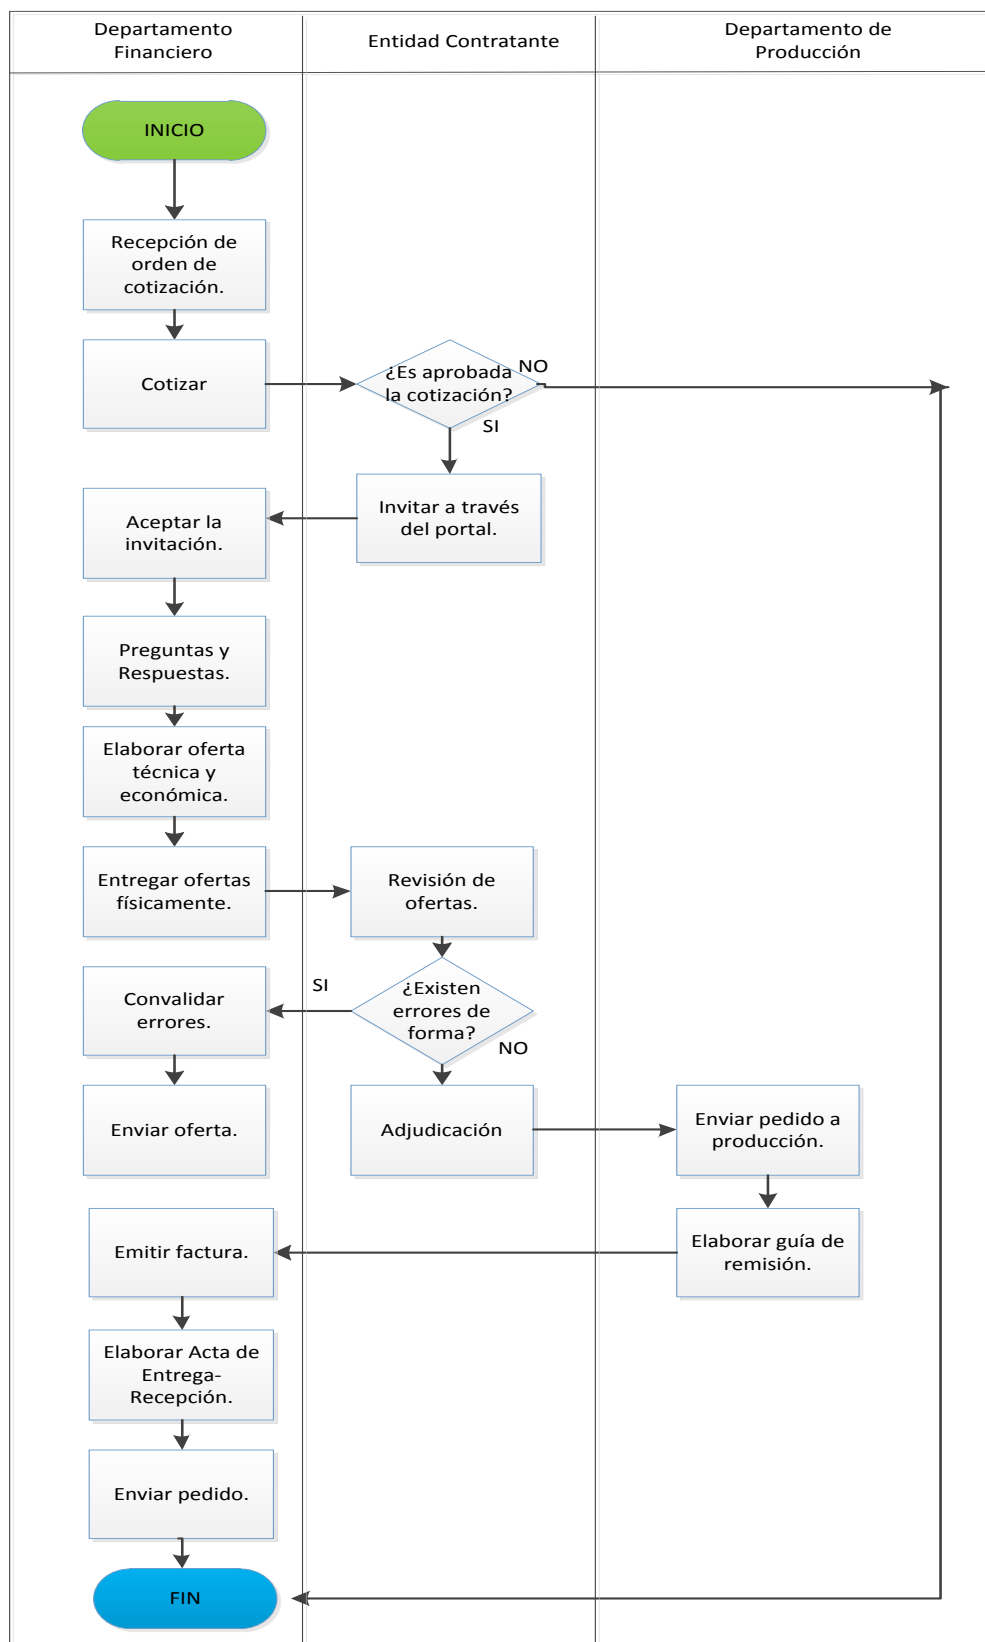 Departamento
Financiero
Entidad Contratante
Departamento de
Producción
INICIO
Recepción de
orden de
cotización.
Cotizar
¿Es aprobada
la cotización?
NO
SI
Invitar a través
del portal.
Aceptar la
invitación.
Preguntas y
Respuestas.
Elaborar oferta
técnica y
económica.
Entregar ofertas
físicamente.
Revisión de
ofertas.
¿Existen
errores de
forma?
SI
NO
Convalidar
errores.
Enviar oferta.
Adjudicación
Enviar pedido a
producción.
Elaborar guía de
remisión.
Emitir factura.
Elaborar Acta de
Entrega-
Recepción.
Enviar pedido.
FIN